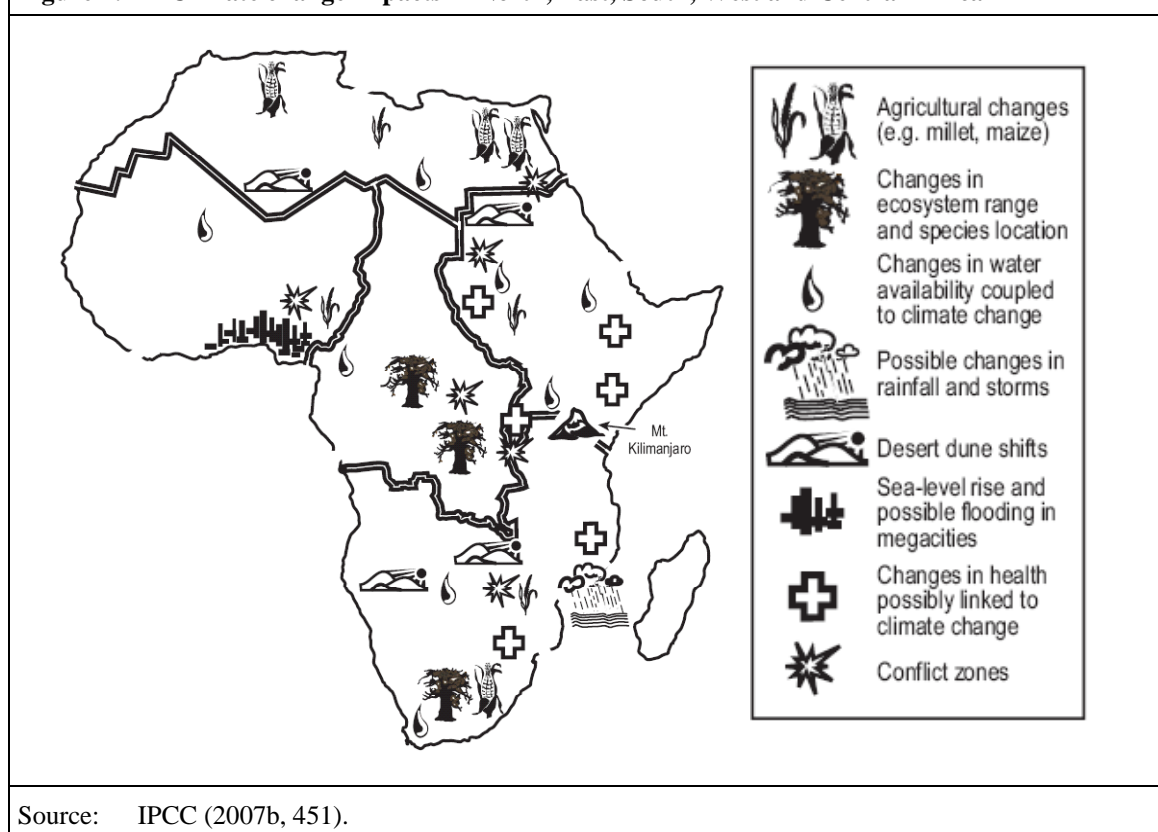 Mt.
Kilimanjaro
Agricultural changes
(e.g. millet, maize)
Changes in
ecosystem range
and species location
Changes in water
availability coupled
to climate change
Possible changes in
rainfall and storms
Desert dune shifts
Sea-level rise and
possible flooding in
megacities
Changes in health
possibly linked to
climate change
Conflict zones
Source: IPCC (2007b, 451).